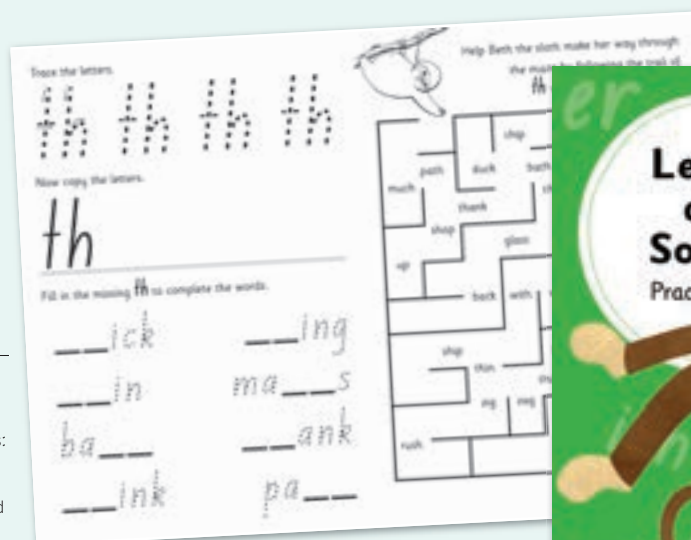 Trace the letters.
th th th th
Now copy the letters.
th
Fill in the missing th to complete the words.
__ick __ing
__in ma__s
ba__ __ank
__ink pa__
Help Beth the sloth make her way through
the maze by following the trail of
th
ship
path duck bath
much
thank
shop
glass
up
back with
ship
thin
rush
er
Le
So
Prac